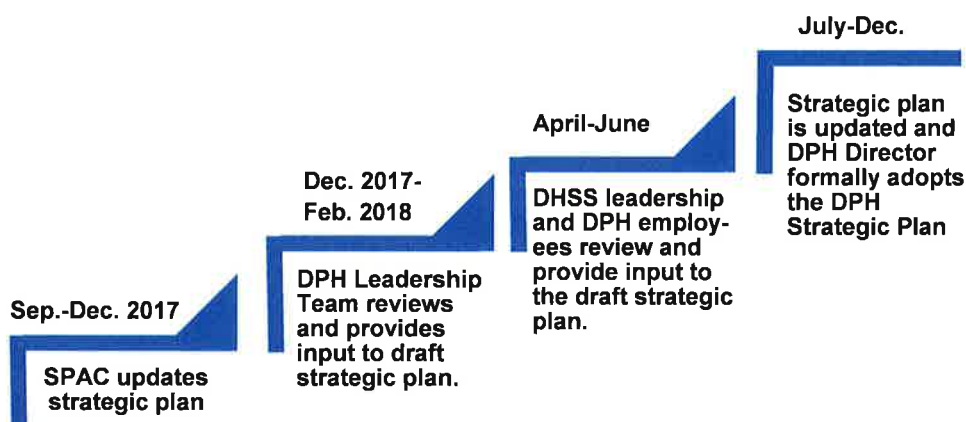 Sep.-Dec. 2017
SPAC updates
strategic plan
Dec. 2017-
Feb. 2018
DPH Leadership
Team reviews
and provides
input to draft
strategic plan.
April-June
DHSS leadership
and DPH employ-
ees review and
provide input to
the draft strategic
plan.
July-Dec.
Strategic plan
is updated and
DPH Director
formally adopts
the DPH
Strategic Plan